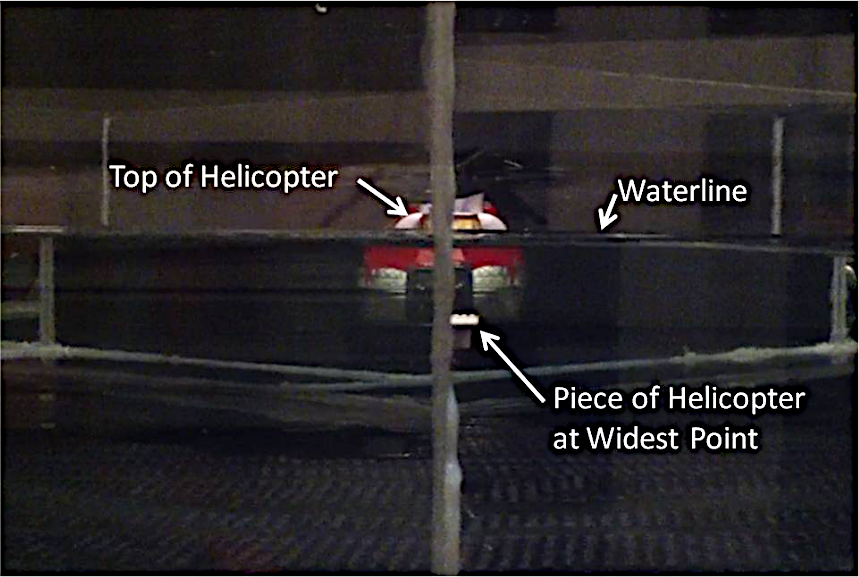 Top of Helicopter
Waterline
Piece of Helicopter
at Widest Point